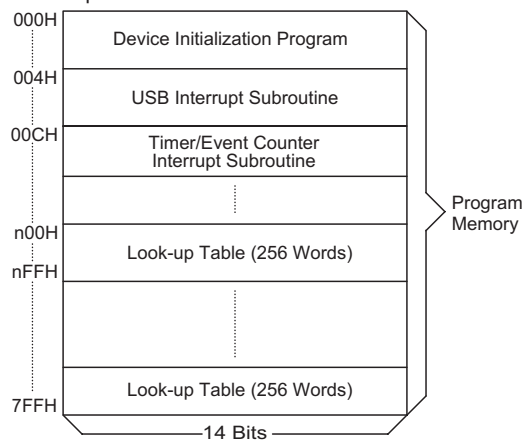 000H
Device Initialization Program
004H
USB Interrupt Subroutine
00CH
Timer/Event Counter
Interrupt Subroutine
Program
Memory
n00H
Look-up Table (256 Words)
nFFH
Look-up Table (256 Words)
7FFH
14 Bits